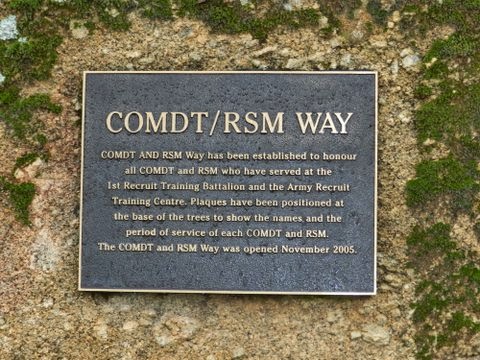 COMDT/RSM WAY
COMDT AND RSM Way has been established to honour
all COMDT and RSM who have served at the
1st Recruit Training Battalion and the Army Recruit
Training Centre. Plaques have been positioned at
the base of the trees to show the names and the
period of service of each COMDT and RSM.
The COMDT and RSM Way was opened November 2005.